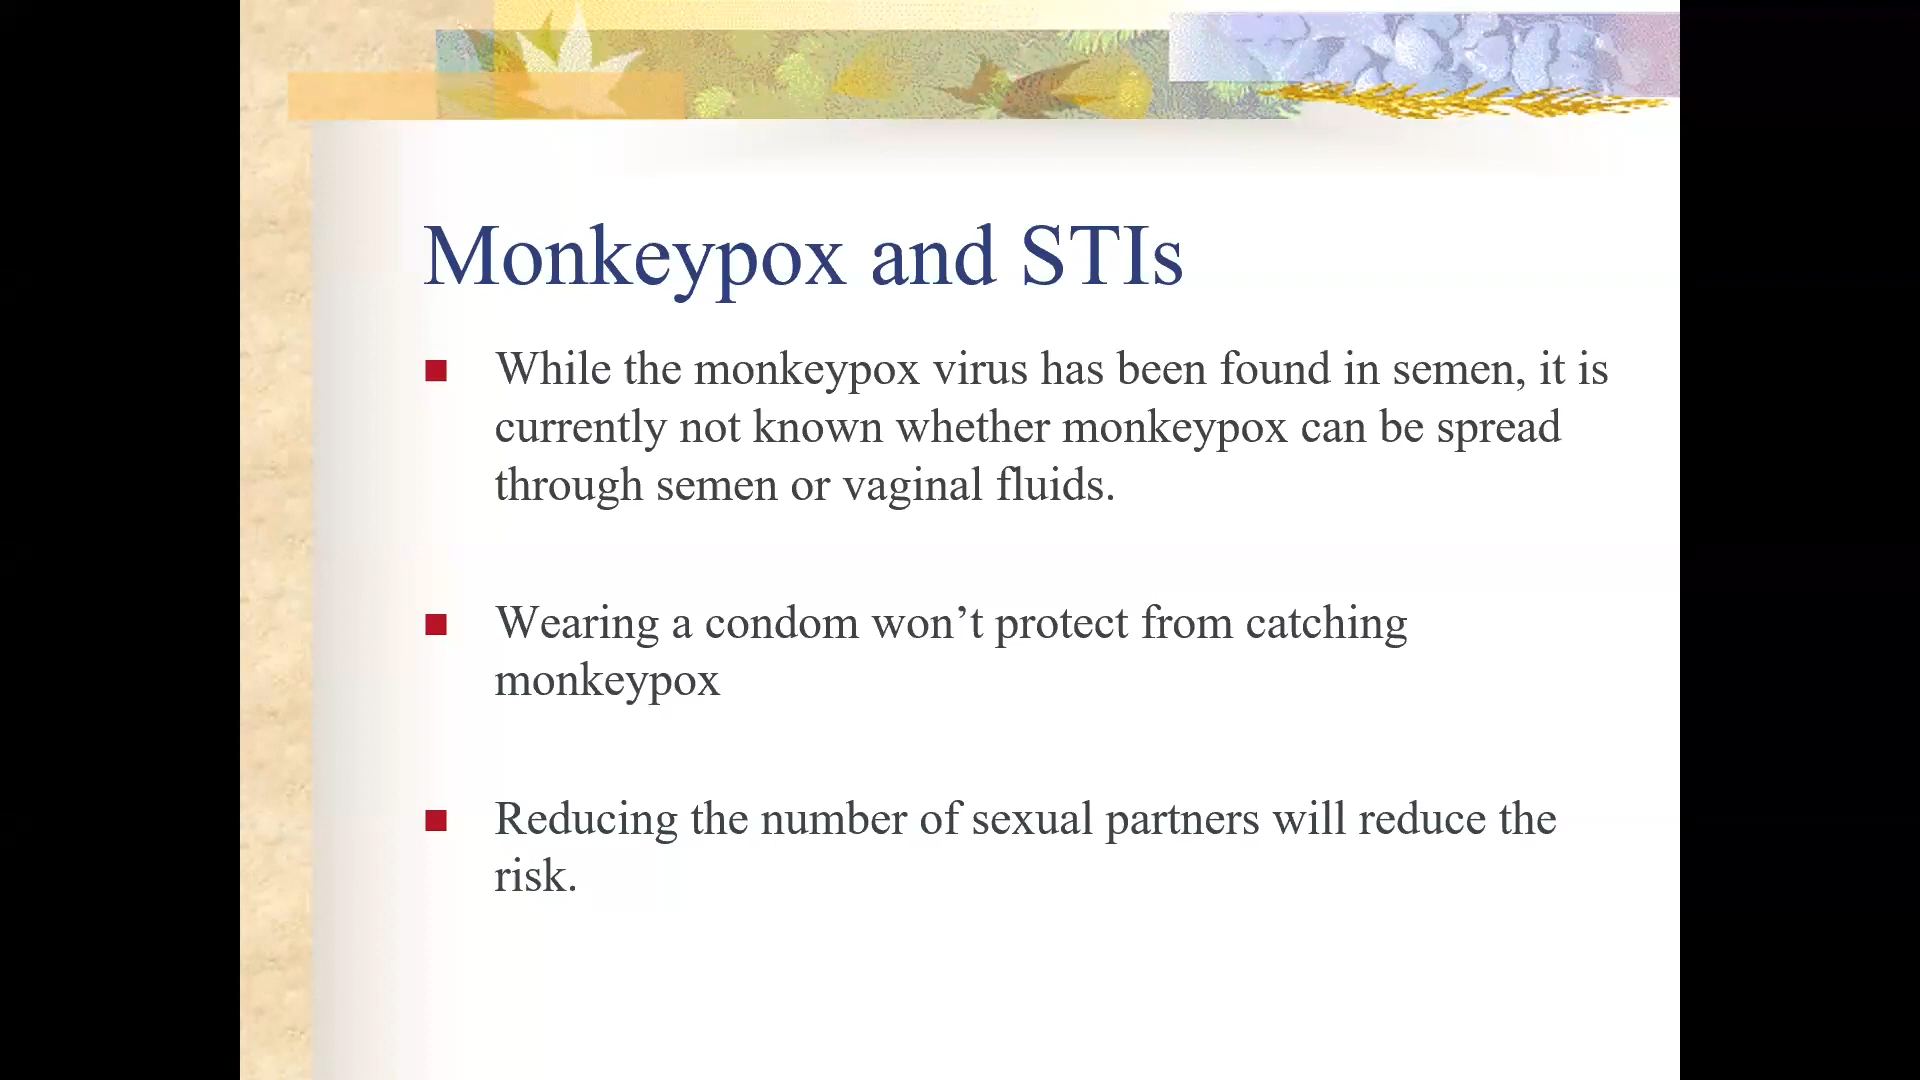 Monkeypox and STIs
While the monkeypox virus has been found in semen, it is
currently not known whether monkeypox can be spread
through semen or vaginal fluids.
Wearing a condom won’t protect from catching
monkeypox
Reducing the number of sexual partners will reduce the
risk.